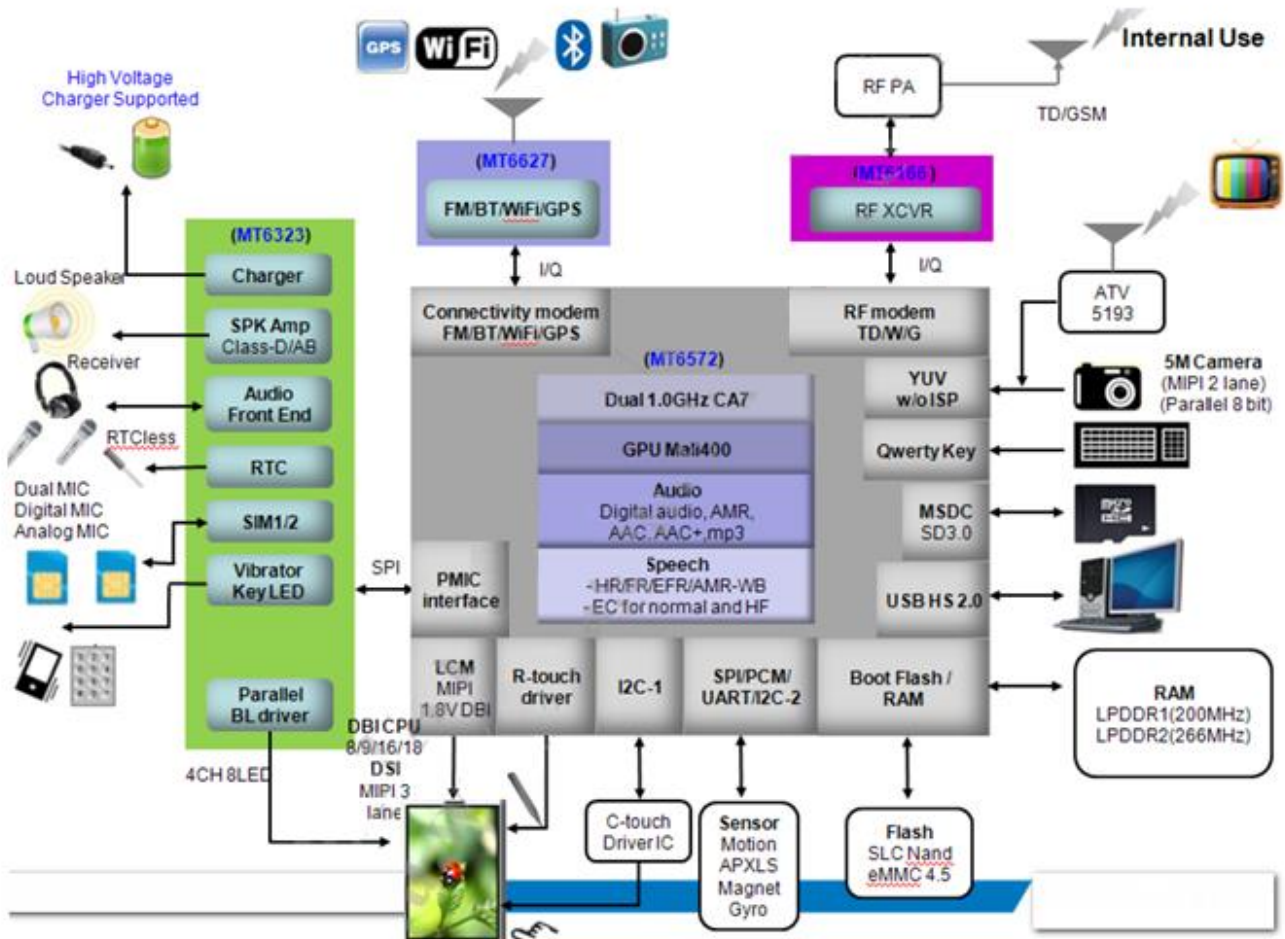 GPS
WiFi
Internal Use
High Voltage
Charger Supported
RF PA
TD/GSM
(MT6627)
FM/BT/WiFi/GPS
(MT6166)
RF XCVR
I/Q
I/Q
(MT6323)
Charger
Loud Speaker
SPK Amp
Class-D/AB
Receiver
Audio
Front End
RTCless
RTC
Dual MIC
Digital MIC
Analog MIC
SIM1/2
Vibrator
Key LED
Parallel
BL driver
4CH 8LED
SPI
Connectivity modem
FM/BT/WiFi/GPS
RF modem
TD/W/G
(MT6572)
Dual 1.0GHz CA7
GPU Mali400
Audio
Digital audio, AMR,
AAC, AAC+,mp3
Speech
-HR/FR/EFR/AMR-WB
-EC for normal and HF
PMIC
interface
YUV
w/o ISP
Qwerty Key
MSDC
SD3.0
USB HS 2.0
ATV
5193
5M Camera
(MIPI 2 lane)
(Parallel 8 bit)
LCM
MIPI
1.8V DBI
R-touch
driver
I2C-1
SPI/PCM/
UART/I2C-2
Boot Flash /
RAM
RAM
LPDDR1(200MHz)
LPDDR2(266MHz)
DBI CPU
8/9/16/18
DSI
MIPI 3
lane
C-touch
Driver IC
Sensor
Motion
APXLS
Magnet
Gyro
Flash
SLC Nand
eMMC 4.5